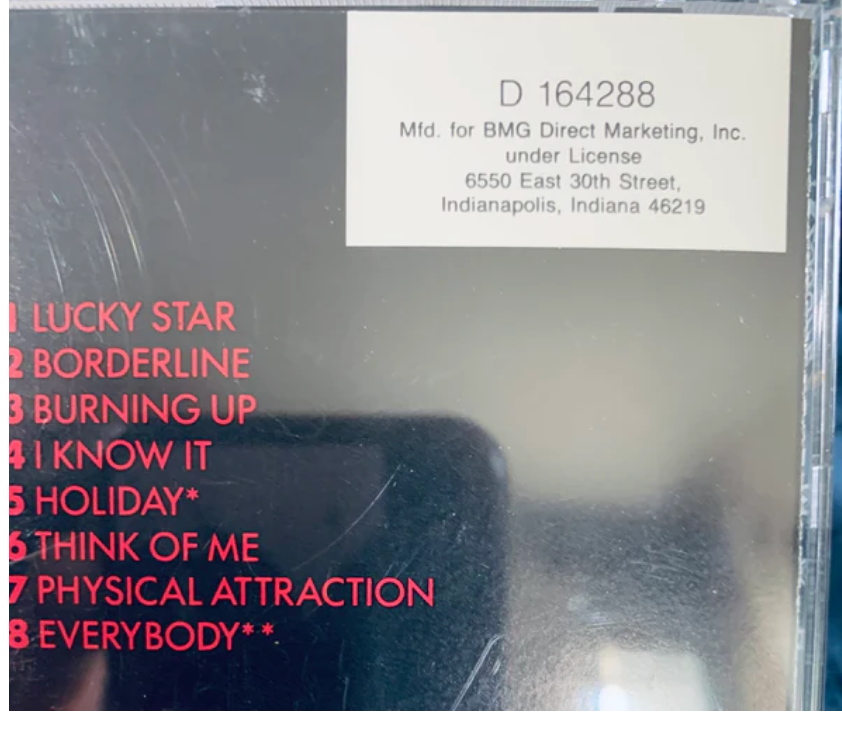 D 164288
Mfd. for BMG Direct Marketing, Inc.
under License
6550 East 30th Street,
Indianapolis, Indiana 46219
1 LUCKY STAR
2 BORDERLINE
3 BURNING UP
4 I KNOW IT
5 HOLIDAY*
6 THINK OF ME
7 PHYSICAL ATTRACTION
8 EVERYBODY**